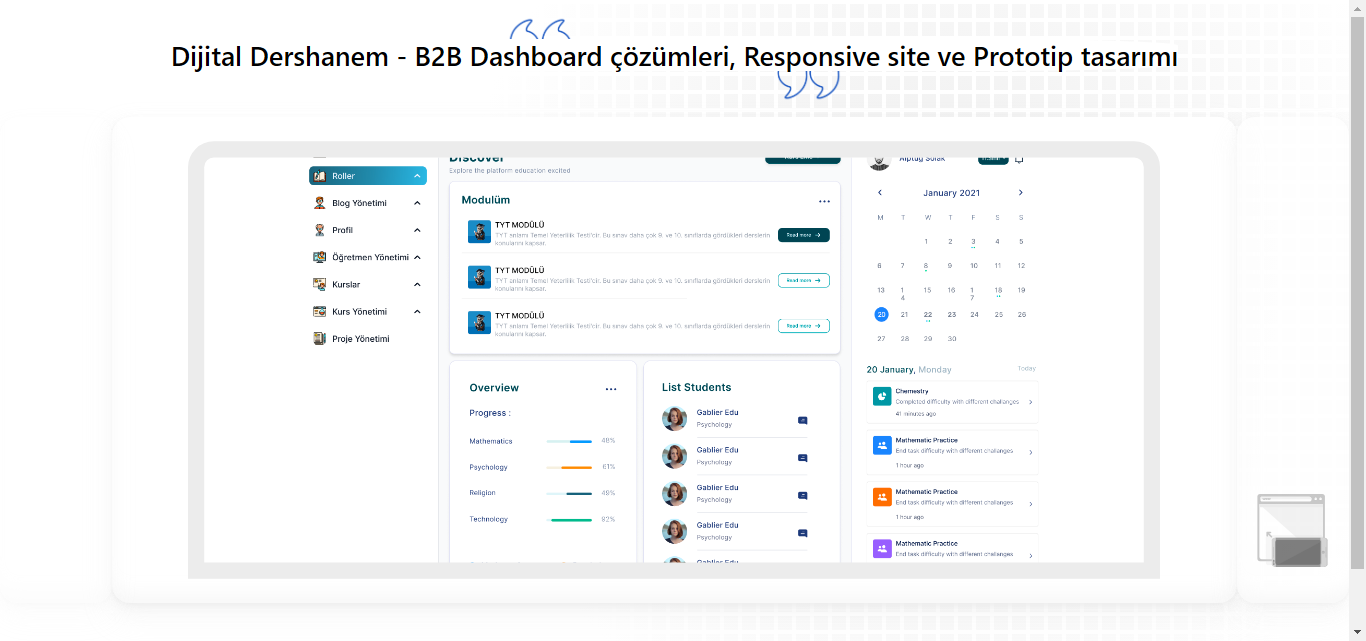 Dijital Dershanem - B2B Dashboard çözümleri, Responsive site ve Prototip tasarımı
Roller
Blog Yönetimi
Profil
Öğretmen Yönetimi
Kurslar
Kurs Yönetimi
Proje Yönetimi
Discover
Explore the platform education excited
Modulüm
TYT MODÜLÜ
TYT anlamı Temel Yeterlilik Testi'dir. Bu sınav daha çok 9. ve 10. sınıflarda gördükleri derslerin
konularını kapsar.
Read more
TYT MODÜLÜ
TYT anlamı Temel Yeterlilik Testi'dir. Bu sınav daha çok 9. ve 10. sınıflarda gördükleri derslerin
konularını kapsar.
Read more
TYT MODÜLÜ
TYT anlamı Temel Yeterlilik Testi'dir. Bu sınav daha çok 9. ve 10. sınıflarda gördükleri derslerin
konularını kapsar.
Read more
Overview
Progress :
Mathematics 48%
Psychology 61%
Religion 49%
Technology 82%
List Students
Gablier Edu
Psychology
Gablier Edu
Psychology
Gablier Edu
Psychology
Gablier Edu
Psychology
Gablier Edu
Alptuğ Solak
January 2021
M T W T F S S
1 2 3 4 5
6 7 8 9 10 11 12
13 14 15 16 17 18 19
20 21 22 23 24 25 26
27 28 29 30
20 January, Monday
Today
Chemestry
Completed difficulty with different challanges
41 minutes ago
Mathematic Practice
End task difficulty with different challanges
1 hour ago
Mathematic Practice
End task difficulty with different challanges
1 hour ago
Mathematic Practice
End task difficulty with different challanges